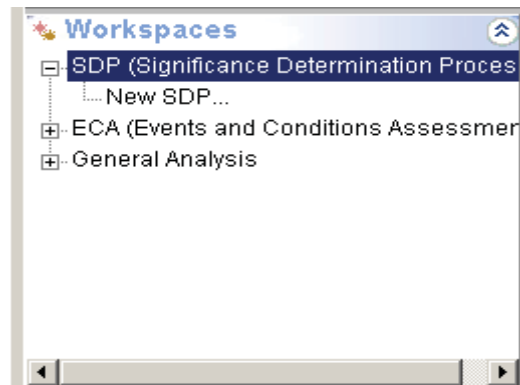 Workspaces
SDP (Significance Determination Proces
New SDP...
ECA (Events and Conditions Assessmer
General Analysis